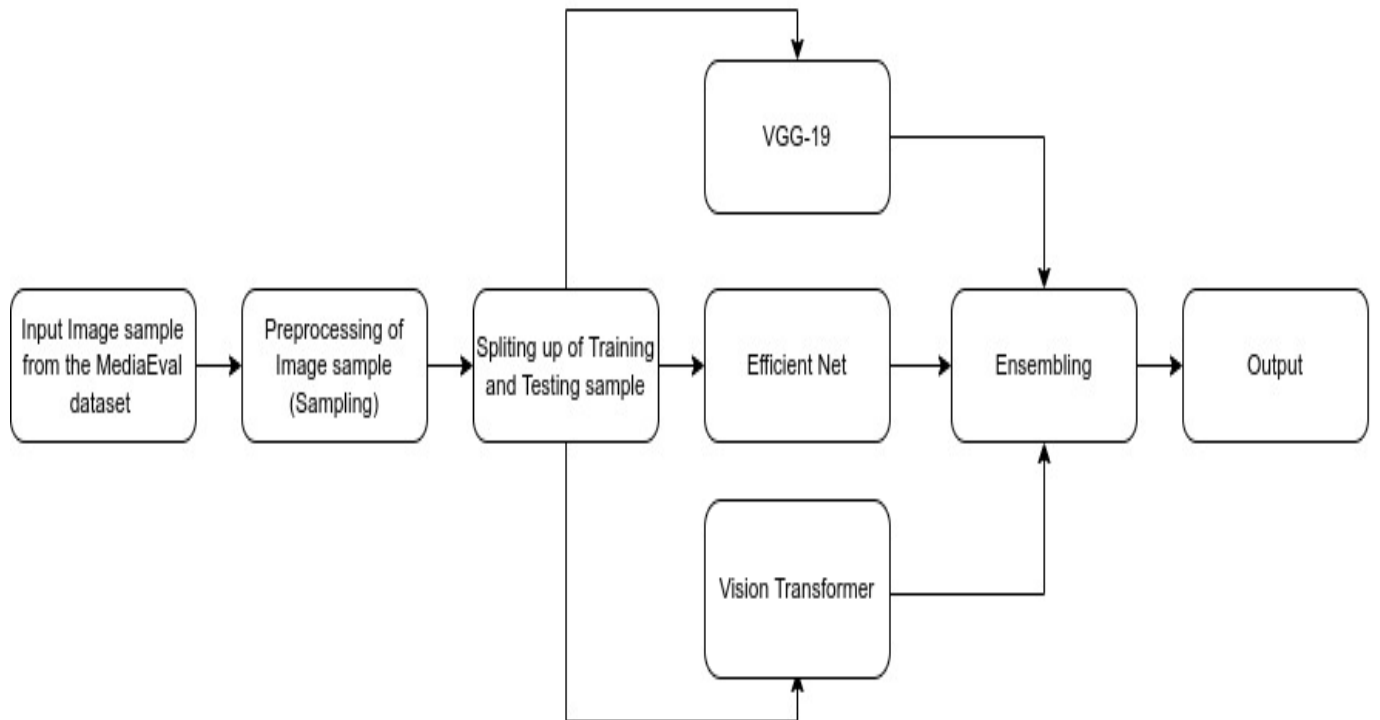 Input Image sample
from the MediaEval
dataset
Preprocessing of
Image sample
(Sampling)
Spliting up of Training
and Testing sample
VGG-19
Efficient Net
Vision Transformer
Ensembling
Output